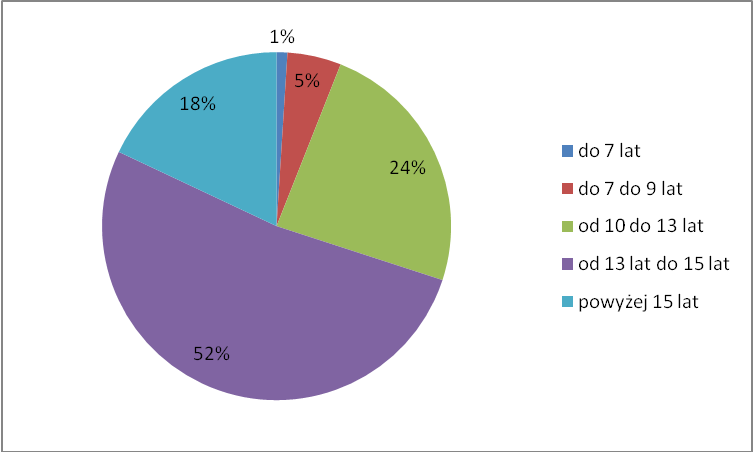 1%
5%
18%
24%
52%
do 7 lat
do 7 do 9 lat
od 10 do 13 lat
od 13 lat do 15 lat
powyżej 15 lat